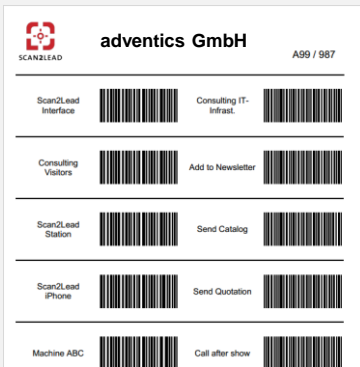 adventics GmbH
SCAN2LEAD
A99 / 987
Scan2Lead
Interface
Consulting IT-
Infrast.
Consulting
Visitors
Add to Newsletter
Scan2Lead
Station
Send Catalog
Scan2Lead
iPhone
Send Quotation
Machine ABC
Call after show